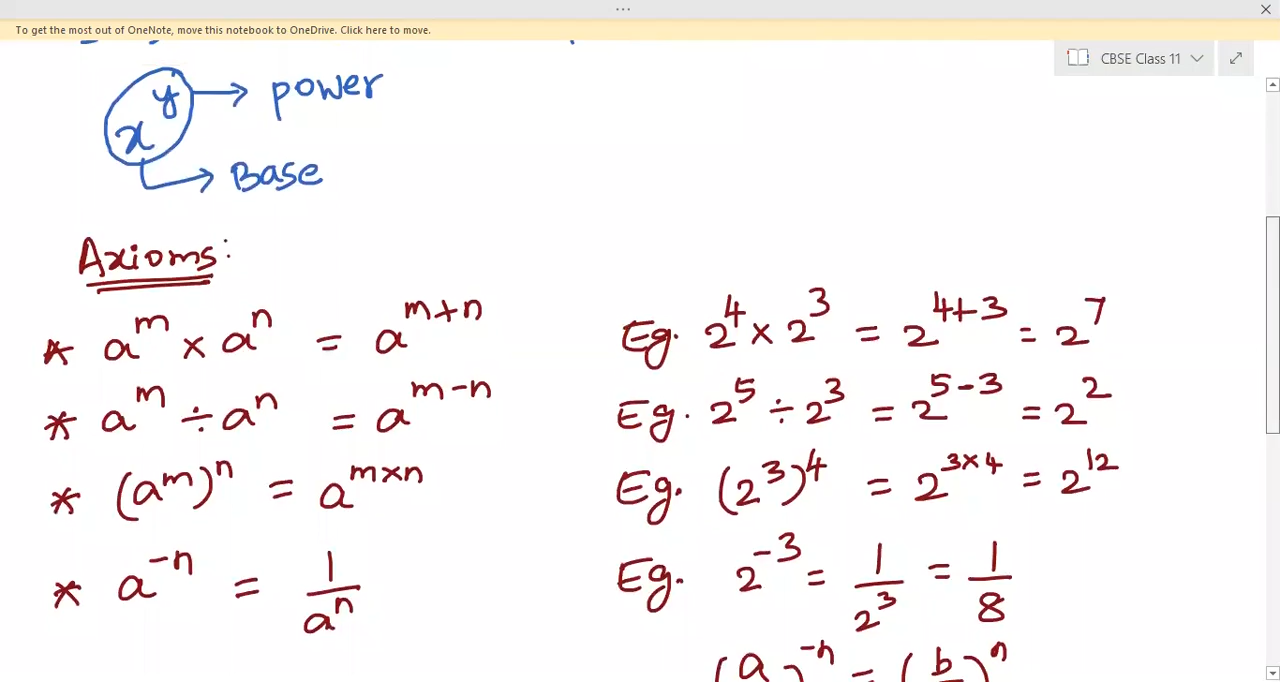 ...
To get the most out of OneNote, move this notebook to OneDrive. Click here to move.
CBSE Class 11
x^y → power
→ Base
Axioms:
* a^m × a^n = a^(m+n) Eg. 2^4 × 2^3 = 2^(4+3) = 2^7
* a^m ÷ a^n = a^(m-n) Eg. 2^5 ÷ 2^3 = 2^(5-3) = 2^2
* (a^m)^n = a^(m×n) Eg. (2^3)^4 = 2^(3×4) = 2^12
* a^(-n) = 1/a^n Eg. 2^(-3) = 1/2^3 = 1/8